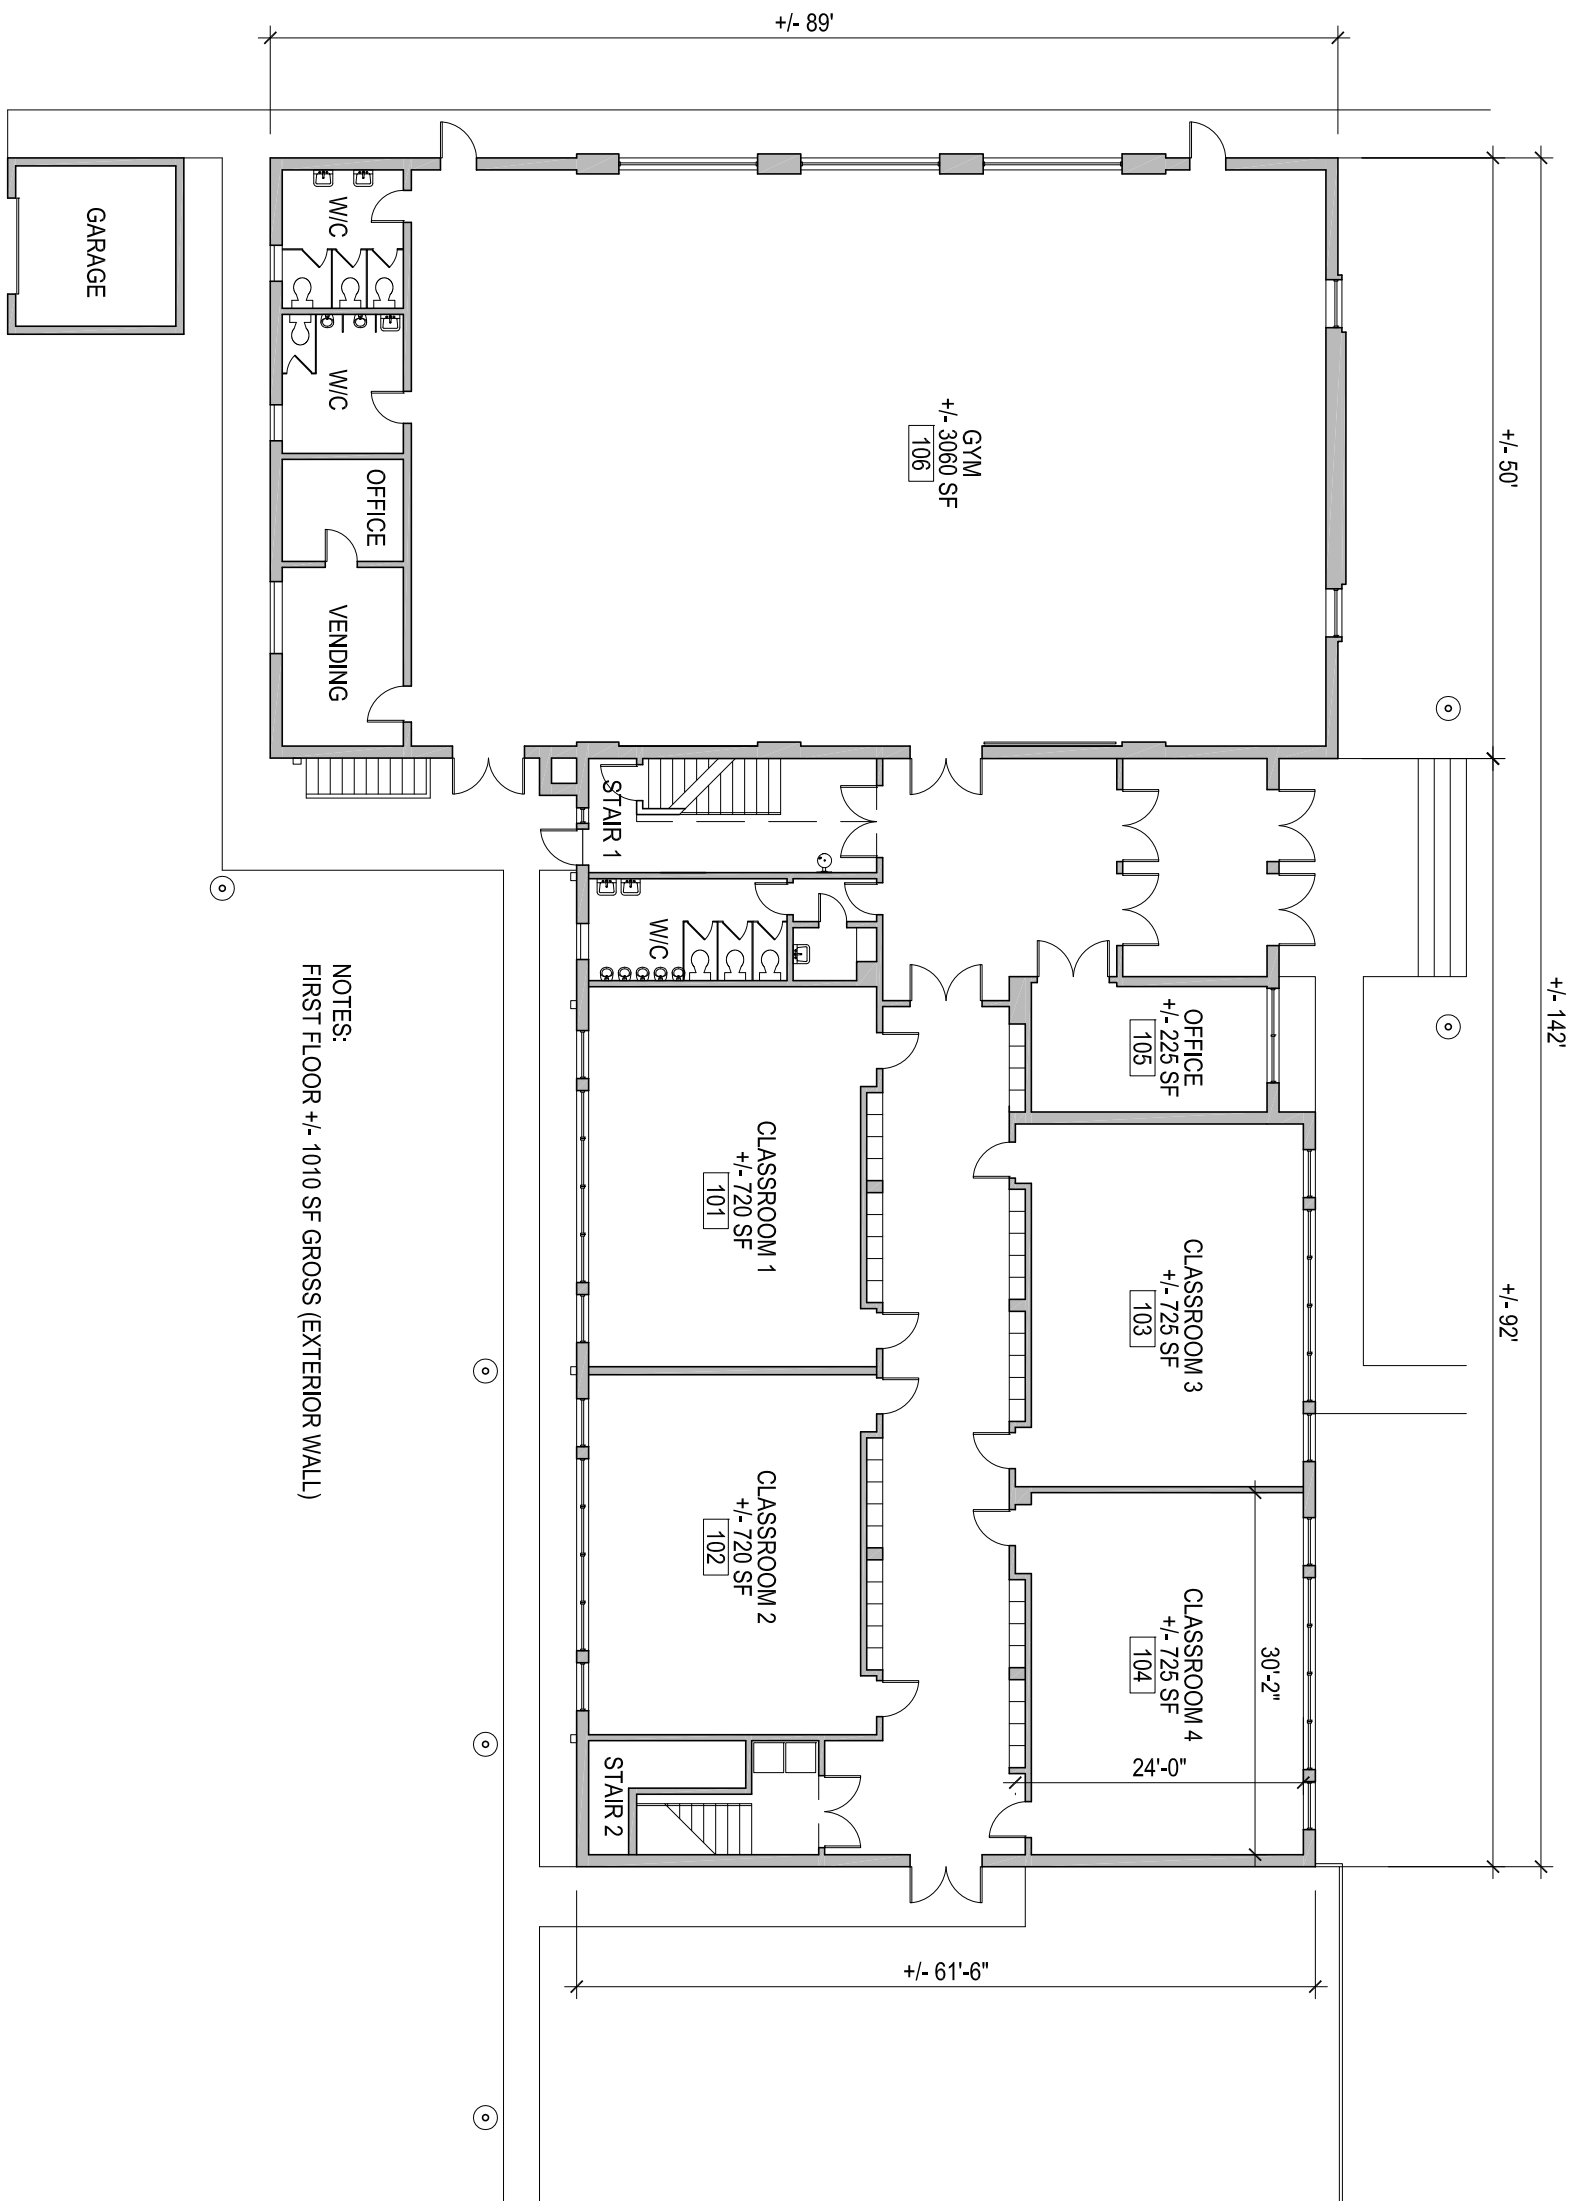 +/- 89'
+/- 50'
+/- 142'
+/- 92'
GARAGE
W/C
W/C
OFFICE
VENDING
GYM
+/- 3060 SF
106
STAIR 1
W/C
OFFICE
+/- 225 SF
105
CLASSROOM 1
+/- 720 SF
101
CLASSROOM 3
+/- 725 SF
103
CLASSROOM 2
+/- 720 SF
102
CLASSROOM 4
+/- 725 SF
104
30'-2"
24'-0"
STAIR 2
+/- 61'-6"
NOTES:
FIRST FLOOR +/- 1010 SF GROSS (EXTERIOR WALL)